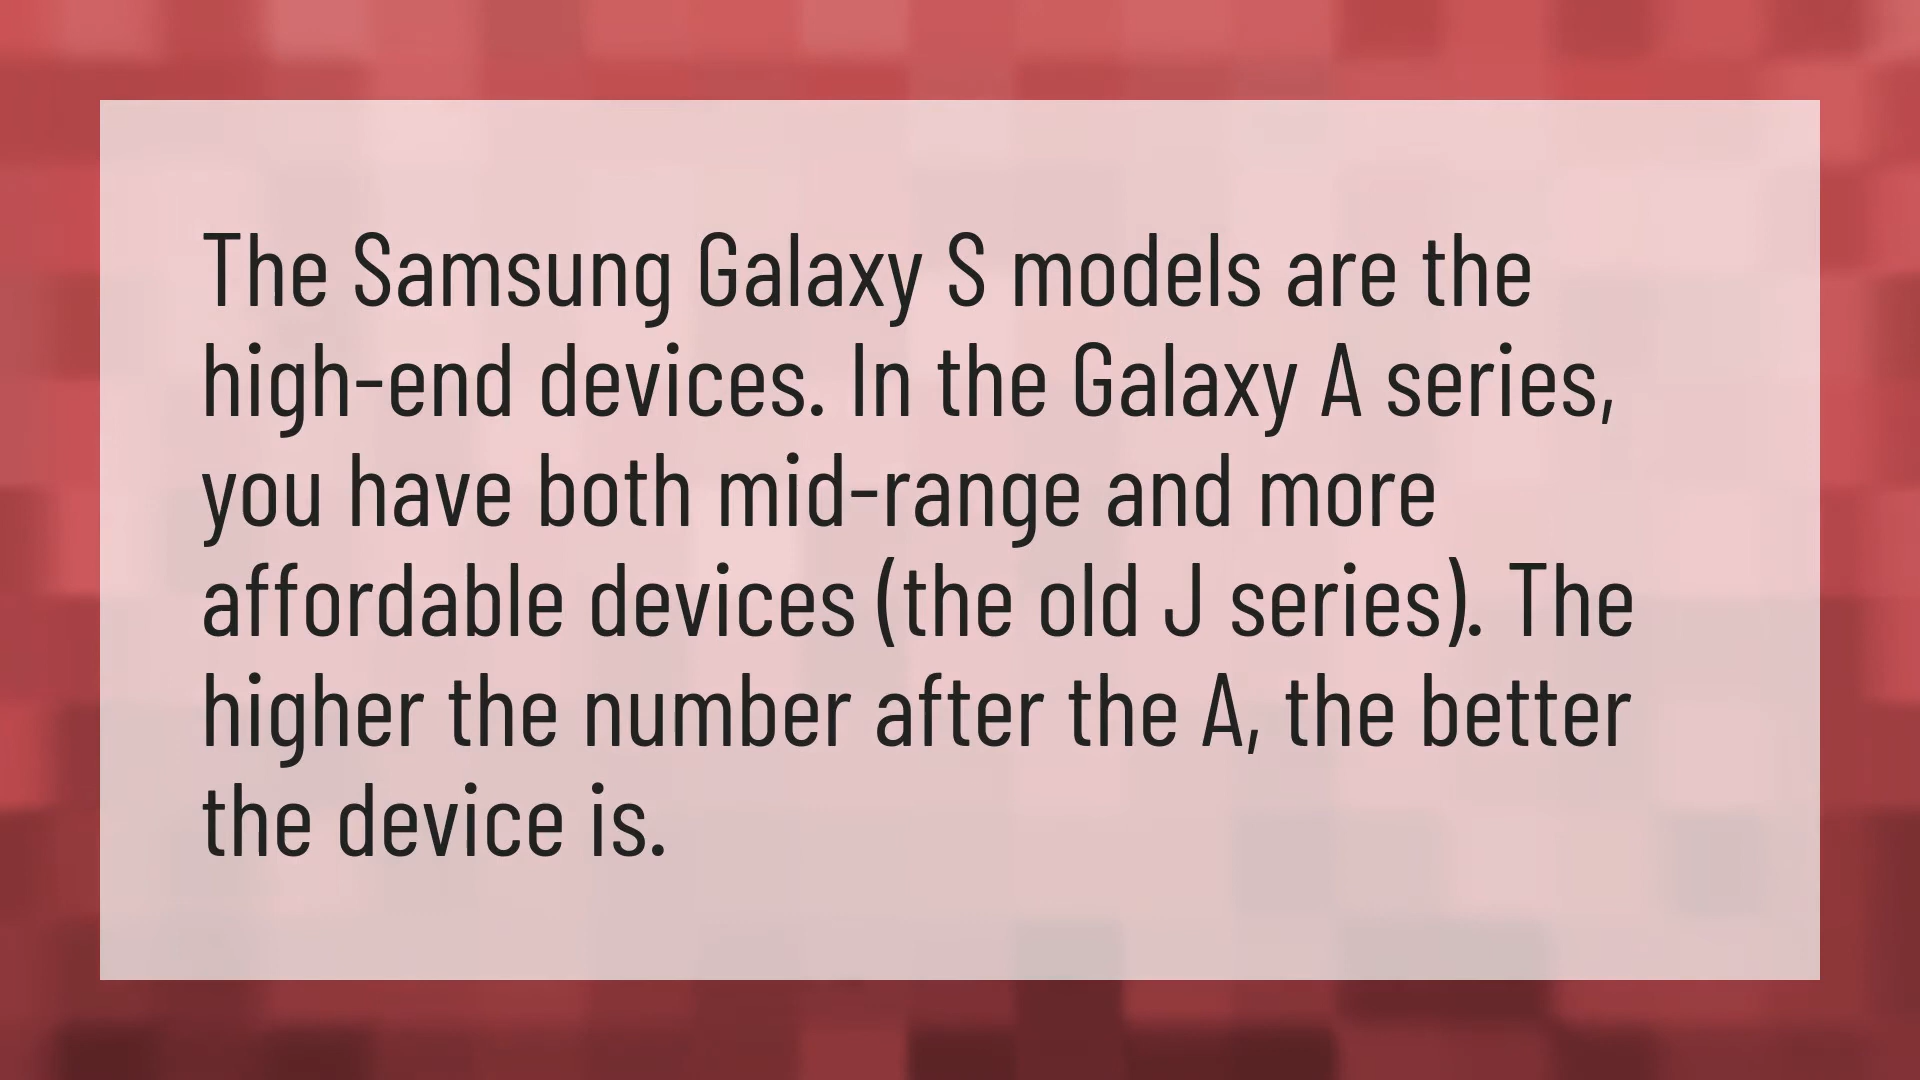 The Samsung Galaxy S models are the
high-end devices. In the Galaxy A series,
you have both mid-range and more
affordable devices (the old J series). The
higher the number after the A, the better
the device is.